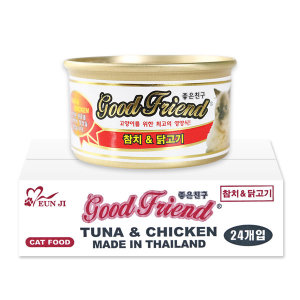 좋은친구
Good Friend
고양이를 위한 최고의 영양식!
참치 & 닭고기
좋은친구
참치 & 닭고기
Good Friend®
EUN JI
TUNA & CHICKEN
24개입
CAT FOOD
MADE IN THAILAND